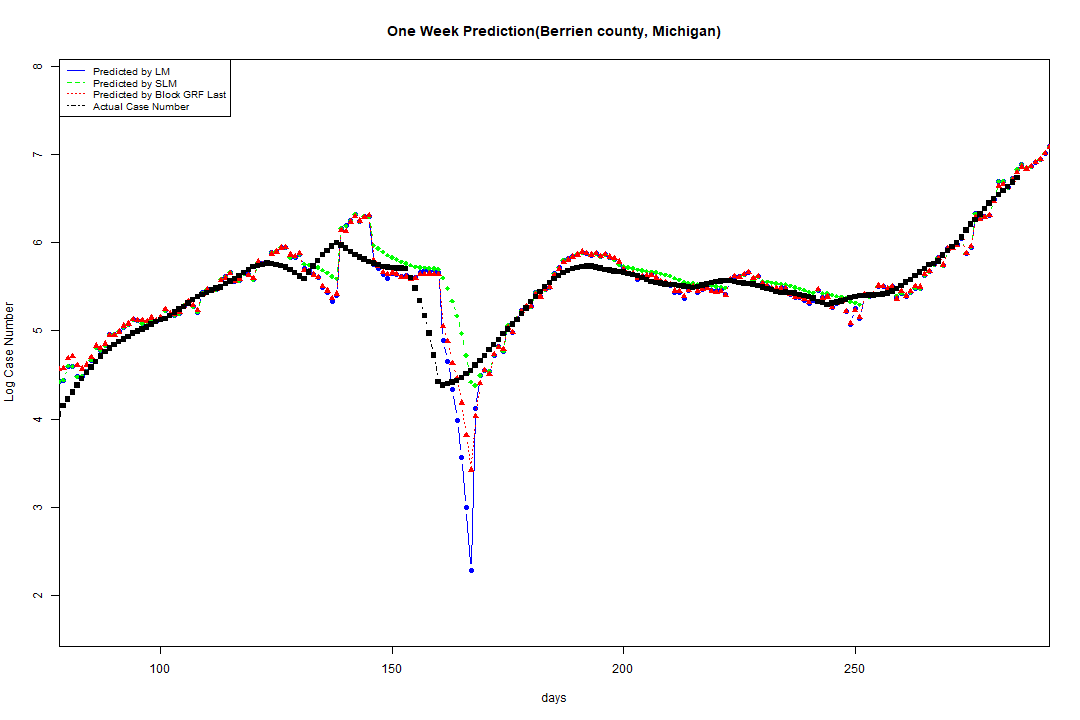 One Week Prediction(Berrien county, Michigan)
Predicted by LM
Predicted by SLM
Predicted by Block GRF Last
Actual Case Number
8
7
6
5
4
3
2
Log Case Number
100 150 200 250
days